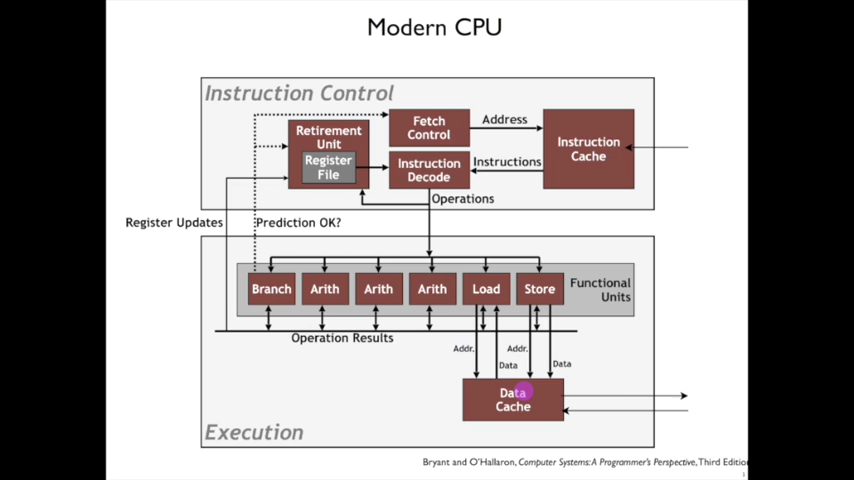 Modern CPU
Instruction Control
Fetch
Control
Address
Retirement
Unit
Register
File
Instruction
Decode
Instructions
Instruction
Cache
Operations
Register Updates
Prediction OK?
Branch
Arith
Arith
Arith
Load
Store
Functional
Units
Operation Results
Addr.
Addr.
Data
Data
Data
Cache
Execution
Bryant and O'Hallaron, Computer Systems: A Programmer's Perspective, Third Edition
1